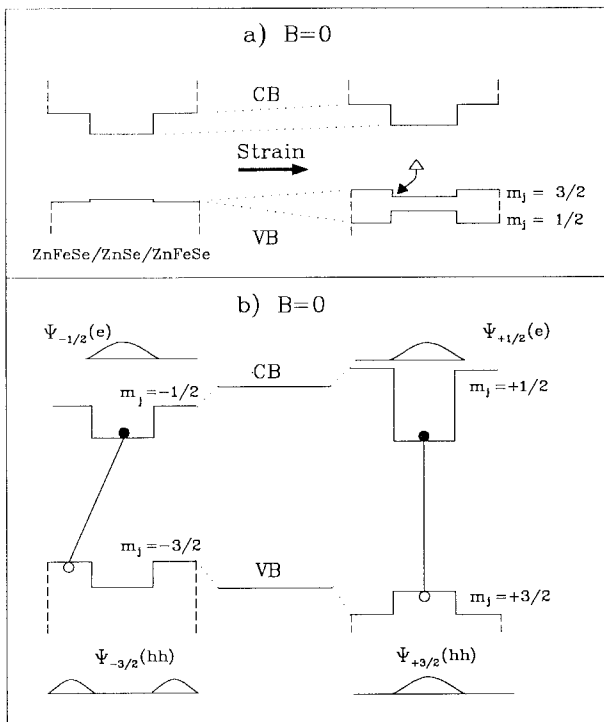 a) B=0
CB
Strain
m_j = 3/2
m_j = 1/2
VB
ZnFeSe/ZnSe/ZnFeSe
b) B=0
Ψ_{-1/2}(e)
Ψ_{+1/2}(e)
CB
m_j=-1/2
m_j=+1/2
m_j=-3/2
VB
m_j=+3/2
Ψ_{-3/2}(hh)
Ψ_{+3/2}(hh)